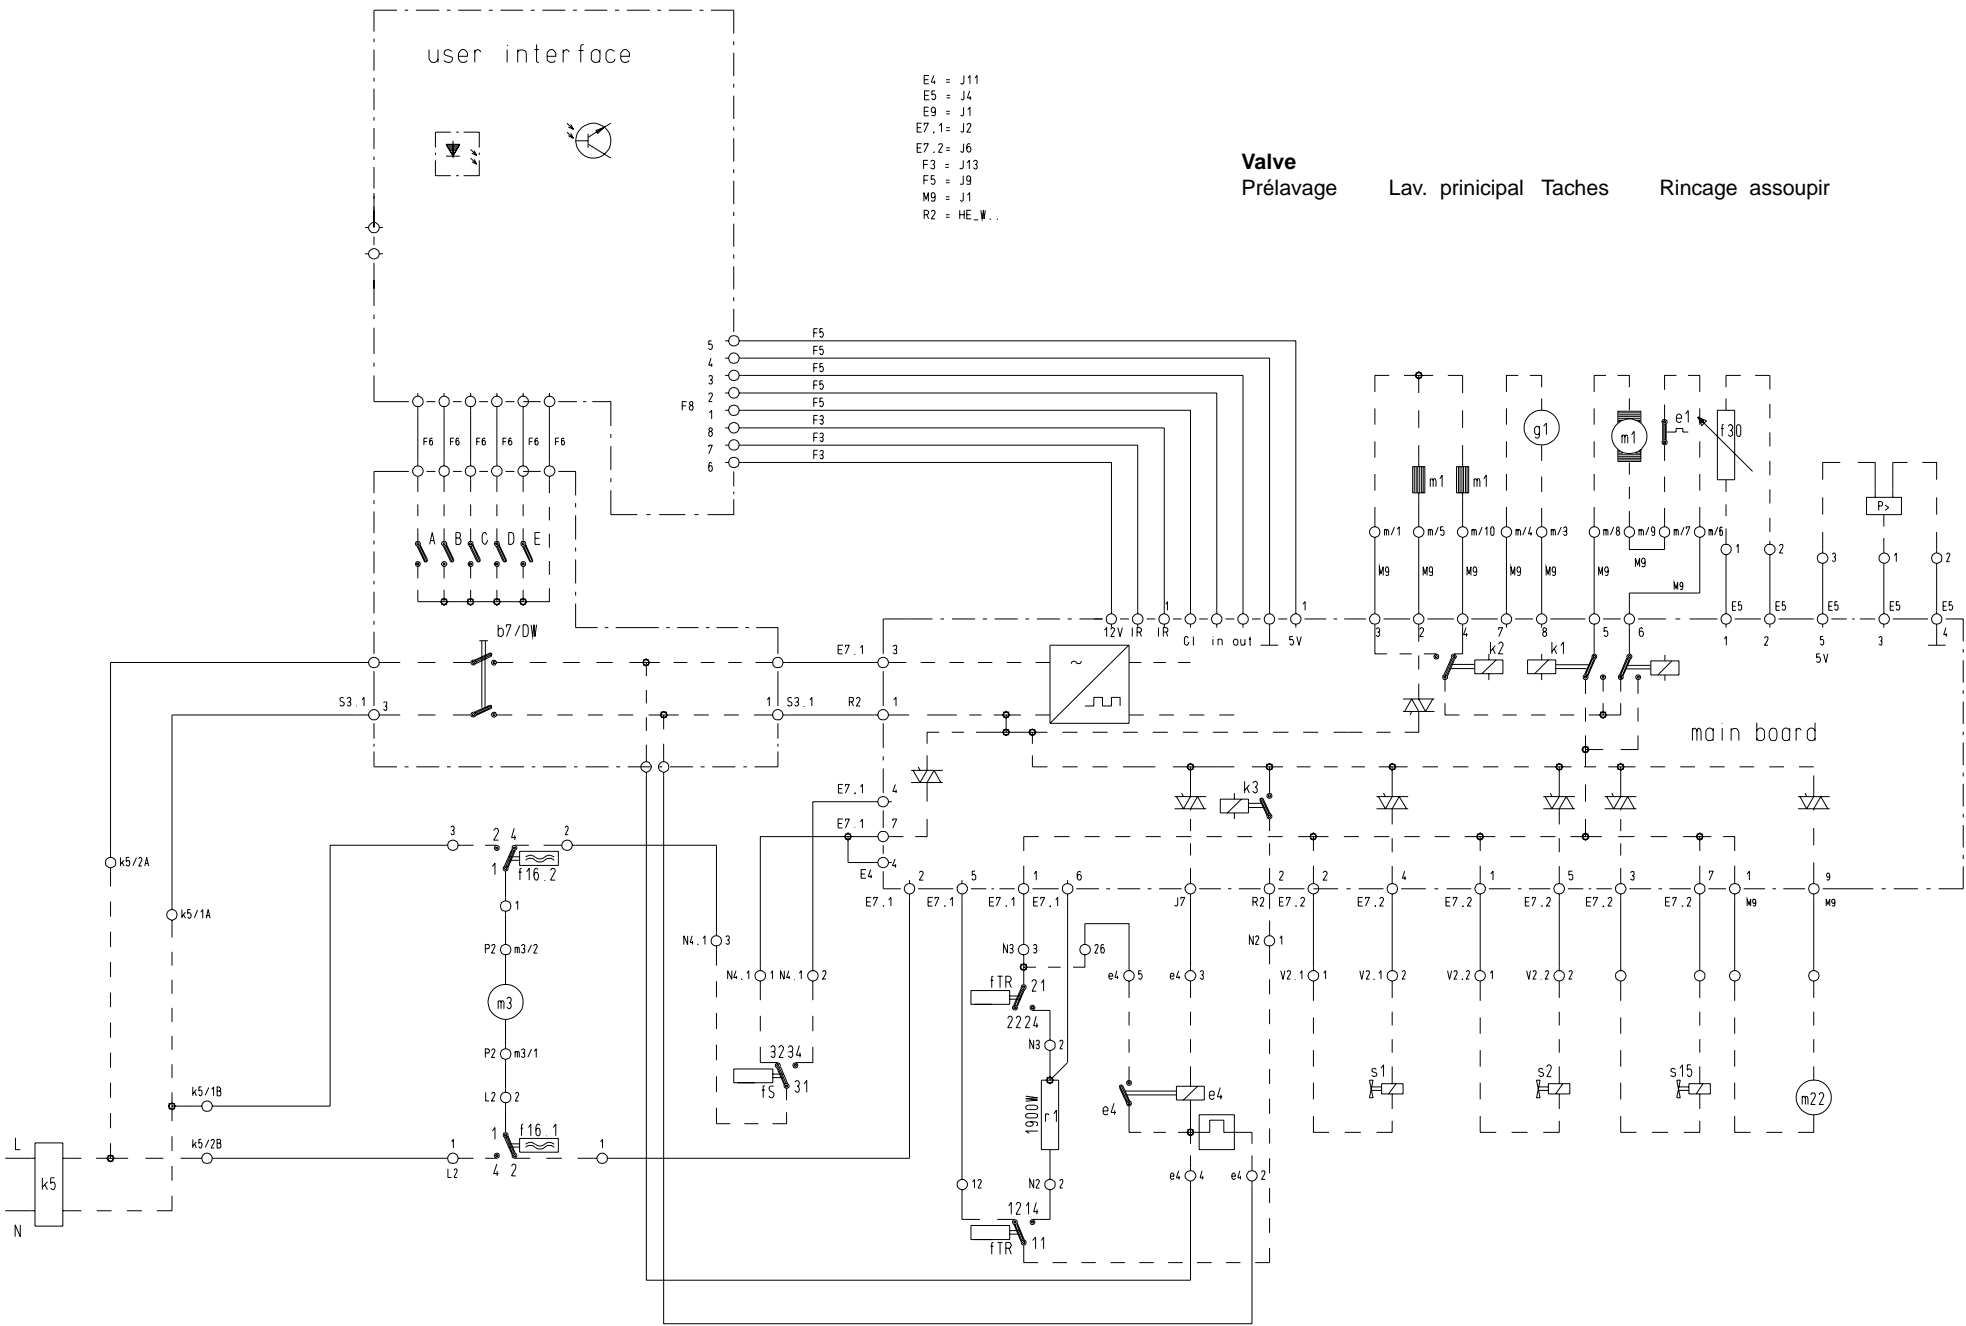 user interface
E4 = J11
E5 = J4
E9 = J1
E7.1= J2
E7.2= J6
F3 = J13
F5 = J9
M9 = J1
R2 = HE_W..
Valve
Prélavage Lav. prinicipal Taches Rincage assoupir
5 F5
4 F5
3 F5
2 F5
F8 1 F5
8 F3
7 F3
6 F3
F6 F6 F6 F6 F6 F6
A B C D E
b7/DW
g1 m1 e1 f30
m1 m1 P>
m/1 m/5 m/10 m/4 m/3 m/8 m/9 m/7 m/6
1 2 3 1 2
M9 M9 M9 M9 M9 M9 M9 M9
E5 E5 E5 E5 E5
1 1
12V IR IR CI in out 5V
3 2 4 7 8 5 6 1 2 5 3 4
5V
k2 k1
E7.1 3
S3.1 3 1 S3.1 R2 1
~
main board
k3
E7.1 4
E7.1 7
E4 4
3 2 4 2
1 f16.2
k5/2A
k5/1A
2 5 1 6 2 2 4 1 5 3 7 1 9
E7.1 E7.1 E7.1 E7.1 J7 R2 E7.2 E7.2 E7.2 E7.2 E7.2 E7.2 M9 M9
1
P2 m3/2
m3
P2 m3/1
L2 2
N4.1 3
N4.1 1 N4.1 2
N3 3 26 N2 1
e4 5 e4 3 V2.1 1 V2.1 2 V2.2 1 V2.2 2
fTR 21
2224
N3 2
3234
fS 31
1900W r1
e4 e4
s1 s2 s15 m22
k5/1B
L k5/2B 1 1 f16.1 1
L2 4 2
k5
N
e4 4 e4 2
12 N2 2
1214
fTR 11